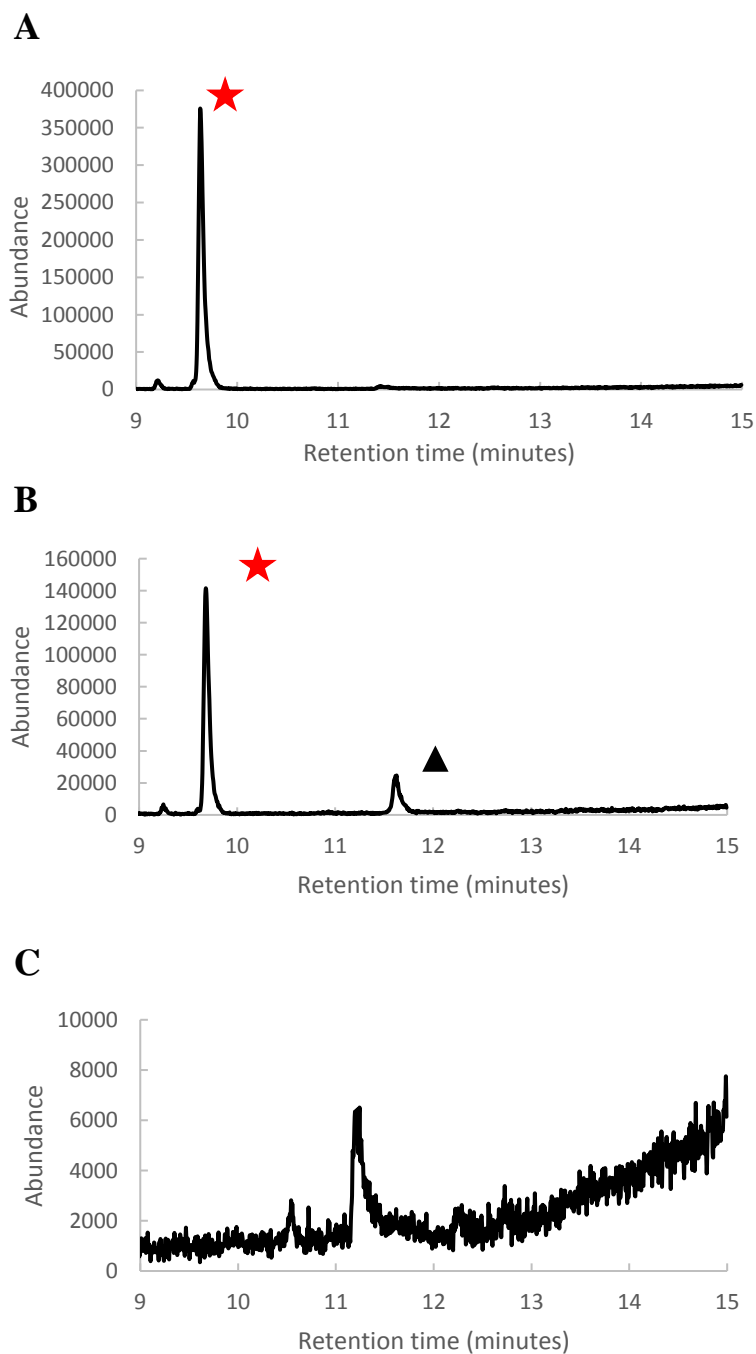 A
400000
350000
300000
250000
200000
150000
100000
50000
0
Abundance
9 10 11 12 13 14 15
Retention time (minutes)
B
160000
140000
120000
100000
80000
60000
40000
20000
0
Abundance
9 10 11 12 13 14 15
Retention time (minutes)
C
10000
8000
6000
4000
2000
0
Abundance
9 10 11 12 13 14 15
Retention time (minutes)